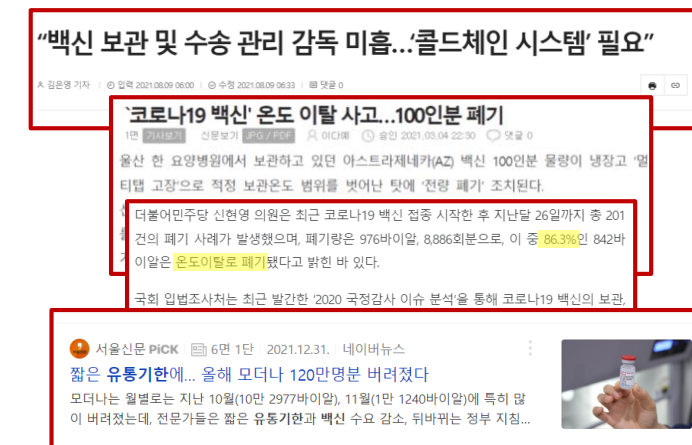 “백신 보관 및 수송 관리 감독 미흡...‘콜드체인 시스템’ 필요”
김은영 기자 | 입력 2021.08.09 06:00 | 수정 2021.08.09 06:33 | 댓글 0
`코로나19 백신' 온도 이탈 사고...100인분 폐기
1면 기사보기 신문보기 JPG / PDF 이다예 승인 2021.03.04 22:30 댓글 0
울산 한 요양병원에서 보관하고 있던 아스트라제네카(AZ) 백신 100인분 물량이 냉장고 '멀
티탭 고장'으로 적정 보관온도 범위를 벗어난 탓에 '전량 폐기' 조치된다.
더불어민주당 신현영 의원은 최근 코로나19 백신 접종 시작한 후 지난달 26일까지 총 201
건의 폐기 사례가 발생했으며, 폐기량은 976바이알, 8,886회분으로, 이 중 86.3%인 842바
이알은 온도이탈로 폐기됐다고 밝힌 바 있다.
국회 입법조사처는 최근 발간한 '2020 국정감사 이슈 분석'을 통해 코로나19 백신의 보관,
서울신문 PiCK 6면 1단 2021.12.31. 네이버뉴스
짧은 유통기한에... 올해 모더나 120만명분 버려졌다
모더나는 월별로는 지난 10월(10만 2977바이알), 11월(1만 1240바이알)에 특히 많
이 버려졌는데, 전문가들은 짧은 유통기한과 백신 수요 감소, 뒤바뀌는 정부 지침...